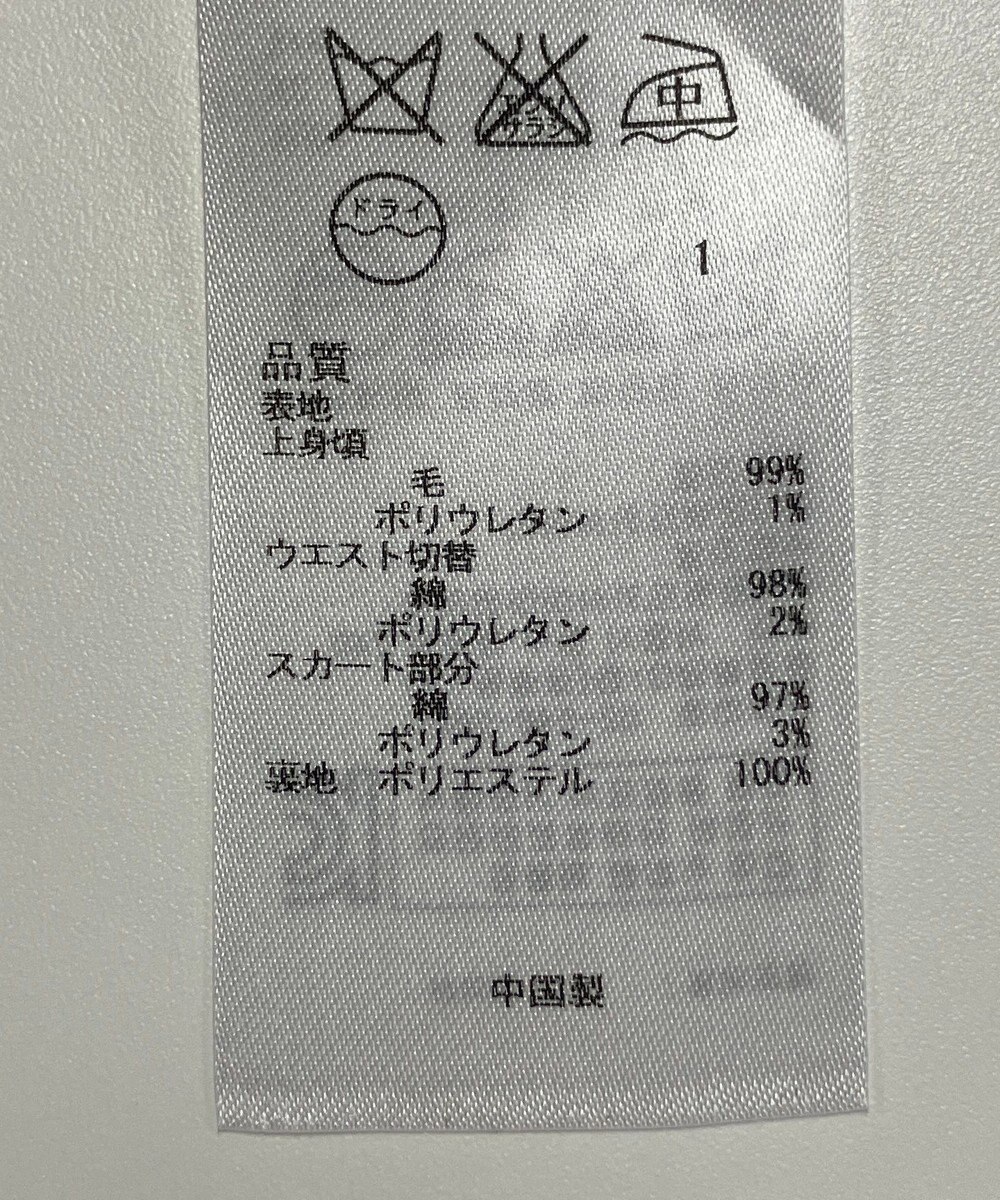 エンソ
サラシ
中
ドライ
1
品質
表地
上身頃
毛 99%
ポリウレタン 1%
ウエスト切替
綿 98%
ポリウレタン 2%
スカート部分
綿 97%
ポリウレタン 3%
裏地 ポリエステル 100%
中国製